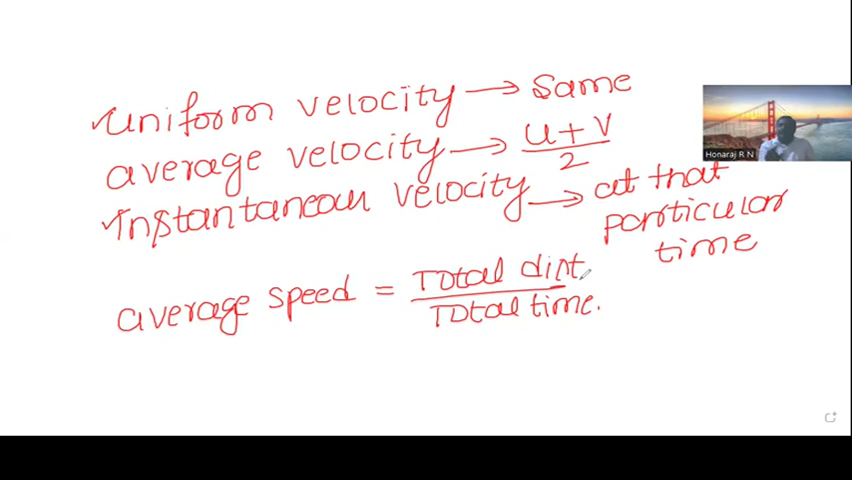 Uniform velocity → Same
average velocity → u+v/2
Instantaneous velocity → at that
particular
time
average speed = Total dist
Total time.
Honaraj R N